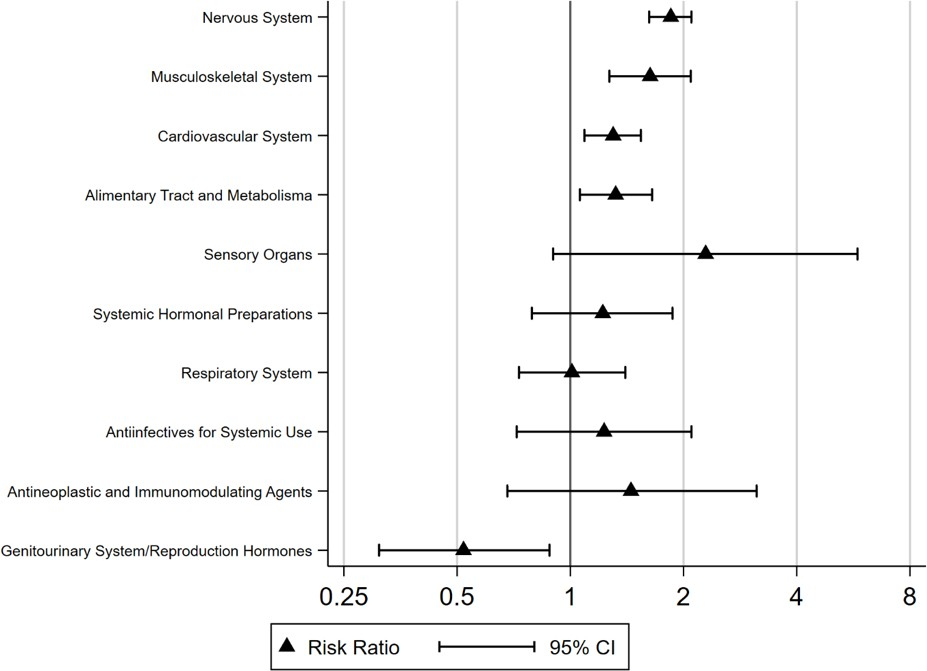 Nervous System
Musculoskeletal System
Cardiovascular System
Alimentary Tract and Metabolisma
Sensory Organs
Systemic Hormonal Preparations
Respiratory System
Antiinfectives for Systemic Use
Antineoplastic and Immunomodulating Agents
Genitourinary System/Reproduction Hormones
0.25 0.5 1 2 4 8
Risk Ratio 95% CI